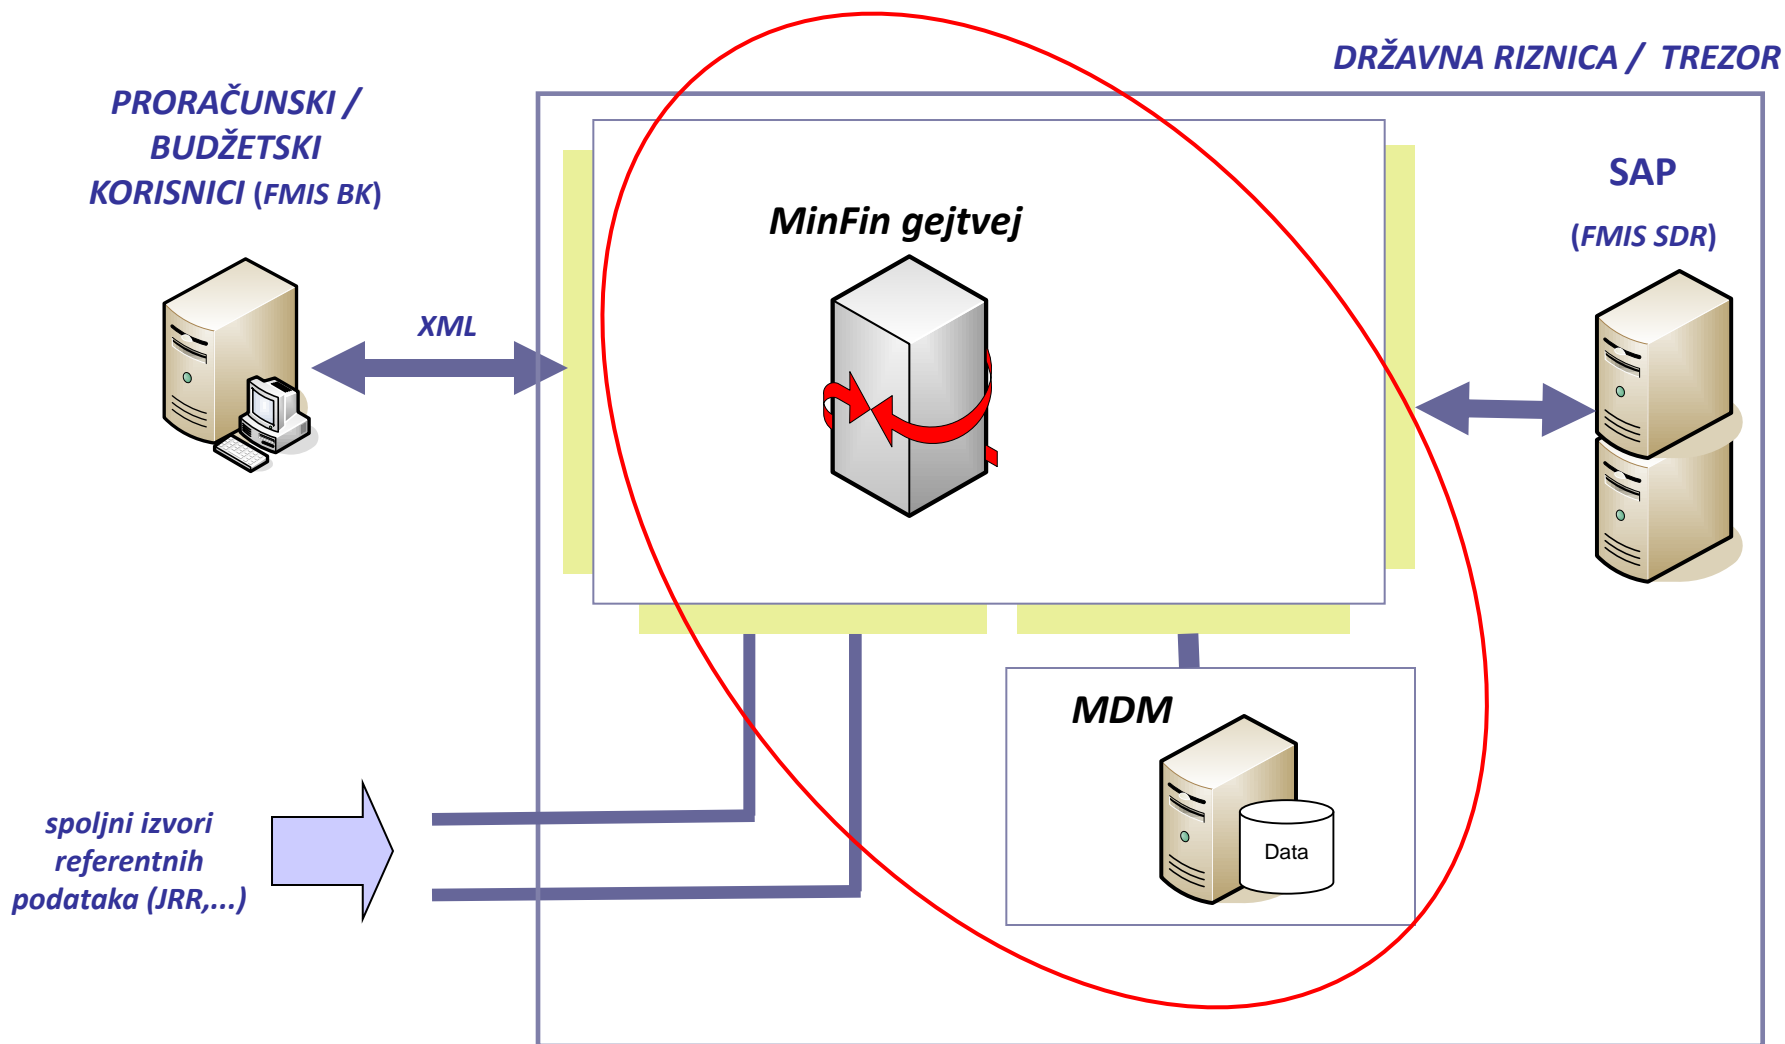 DRŽAVNA RIZNICA / TREZOR
PRORAČUNSKI /
BUDŽETSKI
KORISNICI (FMIS BK)
SAP
(FMIS SDR)
MinFin gejtvej
XML
MDM
Data
spoljni izvori
referentnih
podataka (JRR,...)